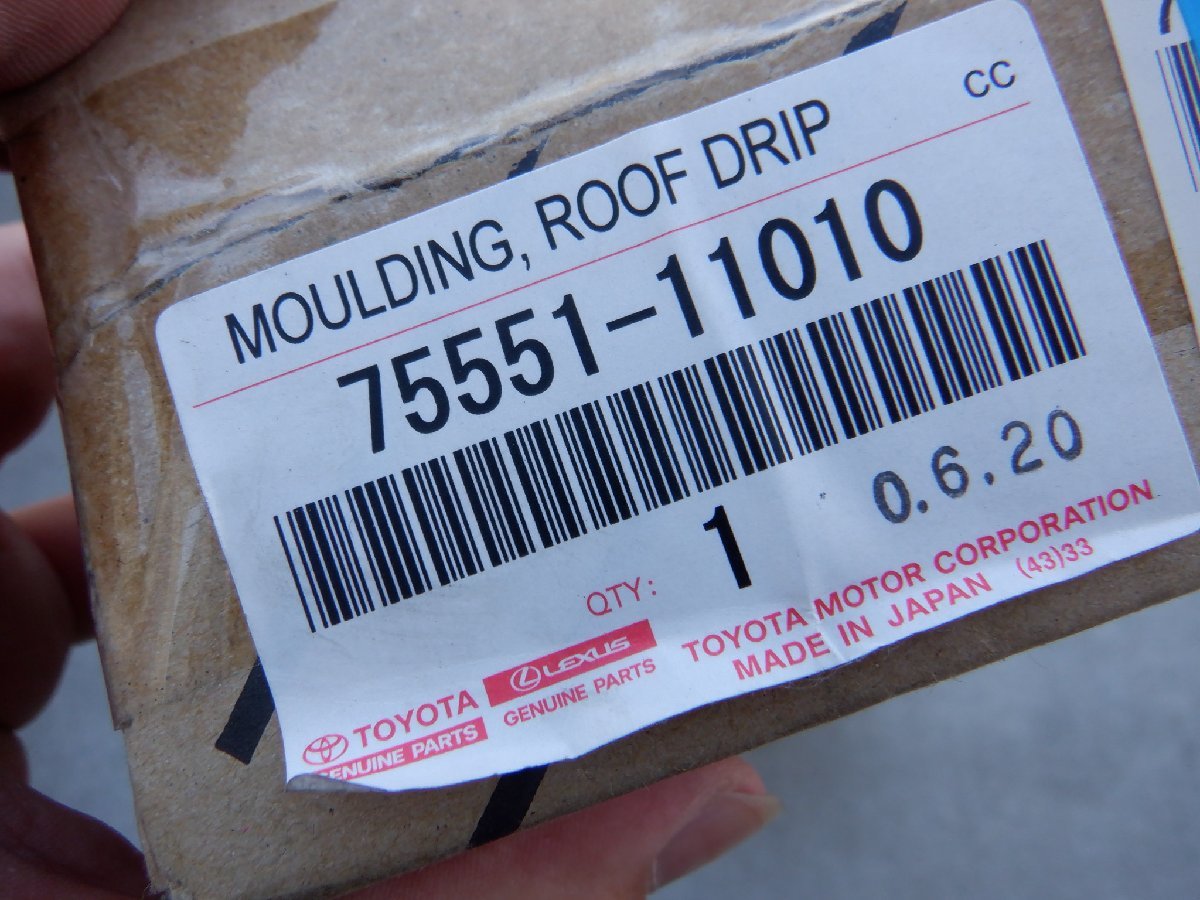 MOULDING, ROOF DRIP CC
75551-11010
0.6.20
QTY: 1
TOYOTA LEXUS TOYOTA MOTOR CORPORATION
GENUINE PARTS GENUINE PARTS MADE IN JAPAN (43)33